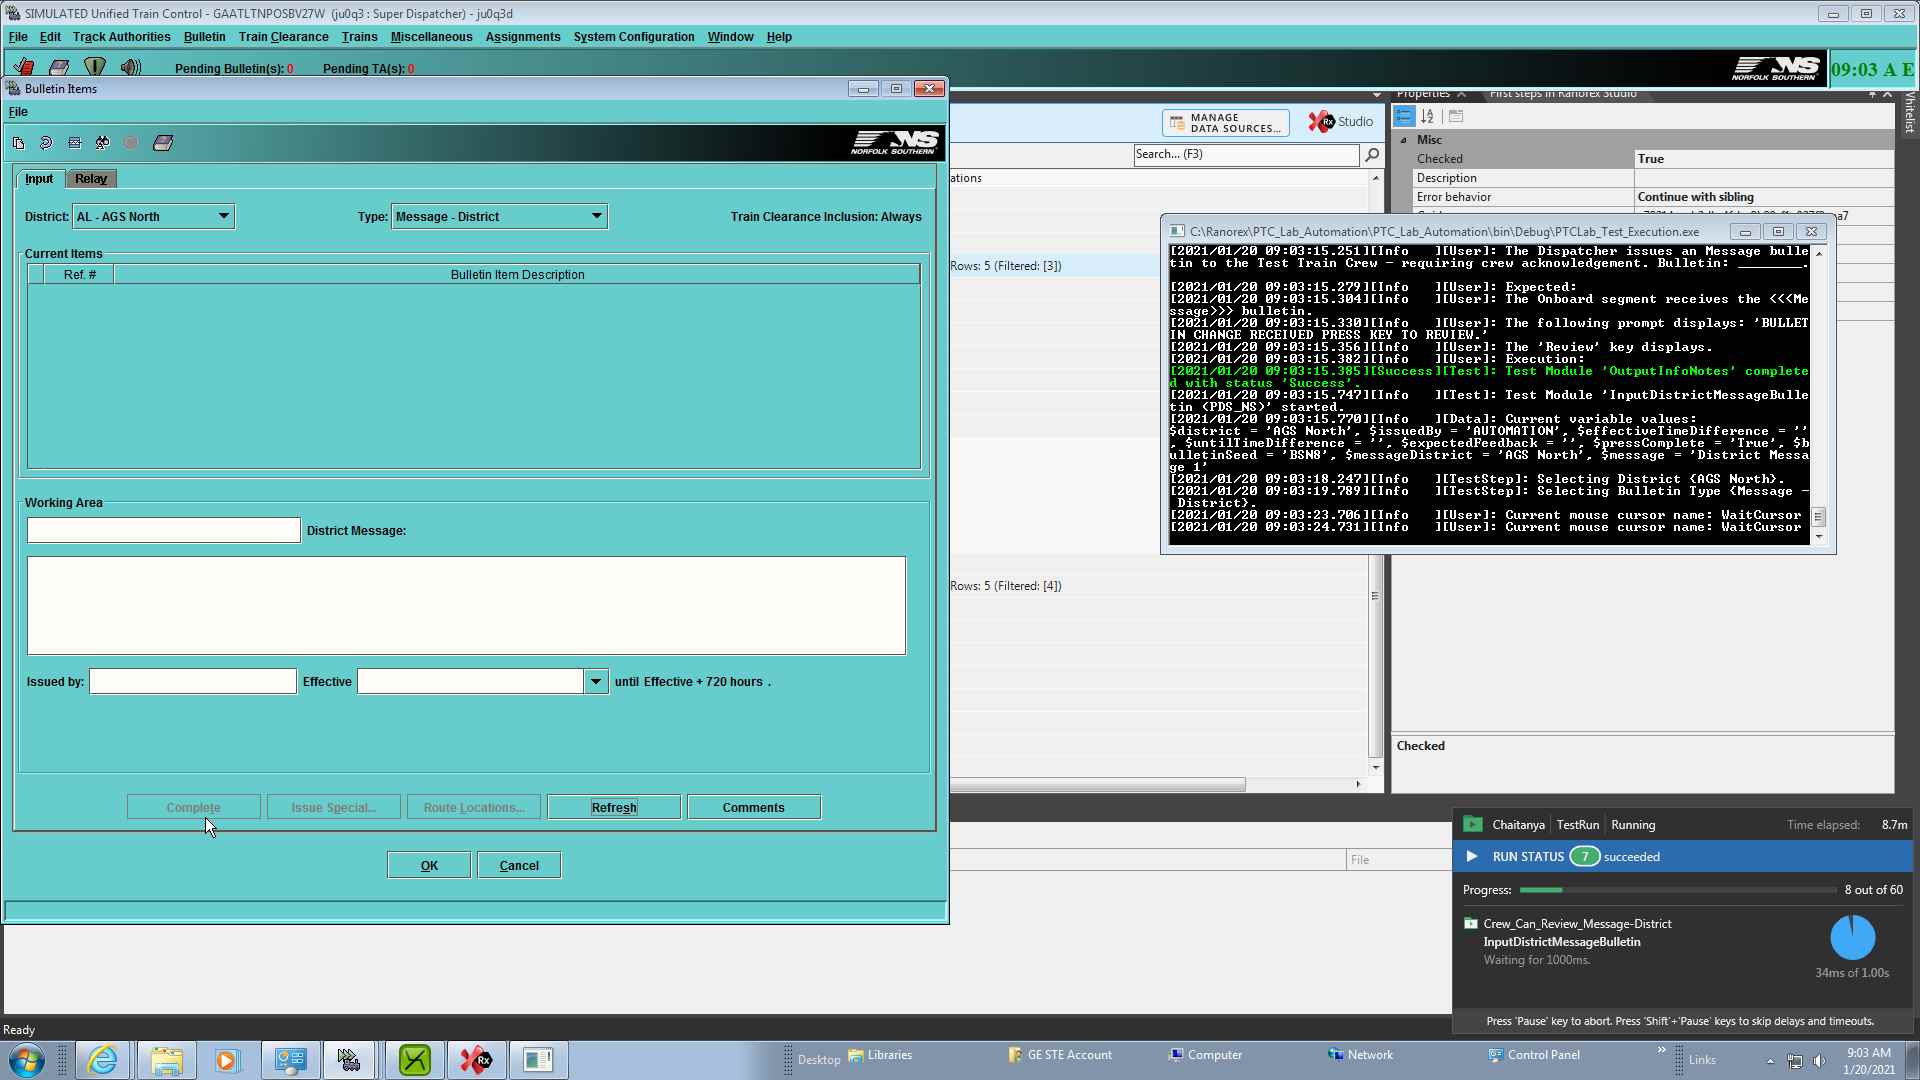 SIMULATED Unified Train Control - GAATLTNPOSBV27W  (ju0q3 : Super Dispatcher) - ju0q3d
File Edit Track Authorities Bulletin Train Clearance Trains Miscellaneous Assignments System Configuration Window Help
Pending Bulletin(s): 0 Pending TA(s): 0
NORFOLK SOUTHERN
09:03 A E
Bulletin Items
File
NORFOLK SOUTHERN
Input Relay
District: AL - AGS North Type: Message - District Train Clearance Inclusion: Always
Current Items
Ref. # Bulletin Item Description
Working Area
District Message:
Issued by: Effective until Effective + 720 hours .
Complete Issue Special... Route Locations... Refresh Comments
OK Cancel
MANAGE
DATA SOURCES...
Rx Studio
Search... (F3)
ations
Rows: 5 (Filtered: [3])
Rows: 5 (Filtered: [4])
File
Properties First steps in Ranorex Studio
Whitelist
Misc
Checked True
Description
Error behavior Continue with sibling
C:\Ranorex\PTC_Lab_Automation\PTC_Lab_Automation\bin\Debug\PTCLab_Test_Execution.exe
[2021/01/20 09:03:15.251][Info   ][User]: The Dispatcher issues an Message bulle
tin to the Test Train Crew - requiring crew acknowledgement. Bulletin: ________.
[2021/01/20 09:03:15.279][Info   ][User]: Expected:
[2021/01/20 09:03:15.304][Info   ][User]: The Onboard segment receives the <<<Me
ssage>>> bulletin.
[2021/01/20 09:03:15.330][Info   ][User]: The following prompt displays: 'BULLET
IN CHANGE RECEIVED PRESS KEY TO REVIEW.'
[2021/01/20 09:03:15.356][Info   ][User]: The 'Review' key displays.
[2021/01/20 09:03:15.382][Info   ][User]: Execution:
[2021/01/20 09:03:15.385][Success][Test]: Test Module 'OutputInfoNotes' complete
d with status 'Success'.
[2021/01/20 09:03:15.747][Info   ][Test]: Test Module 'InputDistrictMessageBulle
tin (PDS_NS)' started.
[2021/01/20 09:03:15.770][Info   ][Data]: Current variable values:
$district = 'AGS North', $issuedBy = 'AUTOMATION', $effectiveTimeDifference = ''
, $untilTimeDifference = '', $expectedFeedback = '', $pressComplete = 'True', $b
ulletinSeed = 'BSN8', $messageDistrict = 'AGS North', $message = 'District Messa
ge 1'
[2021/01/20 09:03:18.247][Info   ][TestStep]: Selecting District {AGS North}.
[2021/01/20 09:03:19.789][Info   ][TestStep]: Selecting Bulletin Type {Message -
 District}.
[2021/01/20 09:03:23.706][Info   ][User]: Current mouse cursor name: WaitCursor
[2021/01/20 09:03:24.731][Info   ][User]: Current mouse cursor name: WaitCursor
Checked
Chaitanya TestRun Running Time elapsed: 8.7m
RUN STATUS 7 succeeded
Progress: 8 out of 60
Crew_Can_Review_Message-District
InputDistrictMessageBulletin
Waiting for 1000ms.
34ms of 1.00s
Press 'Pause' key to abort. Press 'Shift'+'Pause' keys to skip delays and timeouts.
Ready
Rx
Desktop Libraries GE STE Account Computer Network Control Panel » Links
9:03 AM
1/20/2021